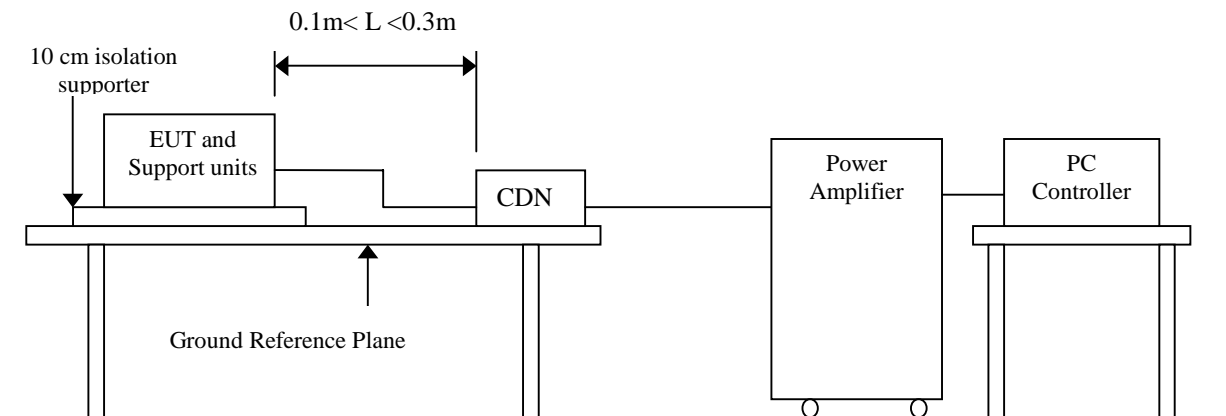 0.1m< L <0.3m
10 cm isolation
supporter
EUT and
Support units
CDN
Power
Amplifier
PC
Controller
Ground Reference Plane